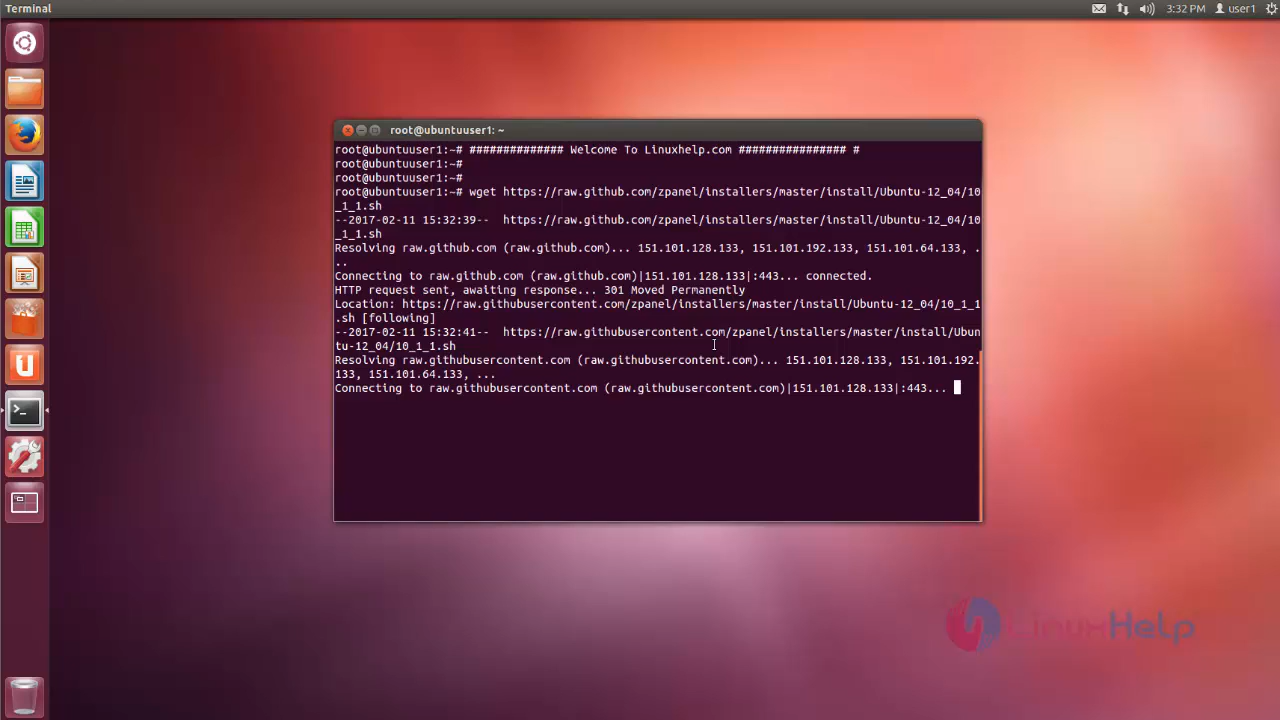 Terminal
3:32 PM
user1
root@ubuntuuser1: ~
root@ubuntuuser1:~# ############## Welcome To Linuxhelp.com ################ #
root@ubuntuuser1:~#
root@ubuntuuser1:~#
root@ubuntuuser1:~# wget https://raw.github.com/zpanel/installers/master/install/Ubuntu-12_04/10
_1_1.sh
--2017-02-11 15:32:39--  https://raw.github.com/zpanel/installers/master/install/Ubuntu-12_04/10
_1_1.sh
Resolving raw.github.com (raw.github.com)... 151.101.128.133, 151.101.192.133, 151.101.64.133, .
..
Connecting to raw.github.com (raw.github.com)|151.101.128.133|:443... connected.
HTTP request sent, awaiting response... 301 Moved Permanently
Location: https://raw.githubusercontent.com/zpanel/installers/master/install/Ubuntu-12_04/10_1_1
.sh [following]
--2017-02-11 15:32:41--  https://raw.githubusercontent.com/zpanel/installers/master/install/Ubun
tu-12_04/10_1_1.sh
Resolving raw.githubusercontent.com (raw.githubusercontent.com)... 151.101.128.133, 151.101.192.
133, 151.101.64.133, ...
Connecting to raw.githubusercontent.com (raw.githubusercontent.com)|151.101.128.133|:443...
LinuxHelp